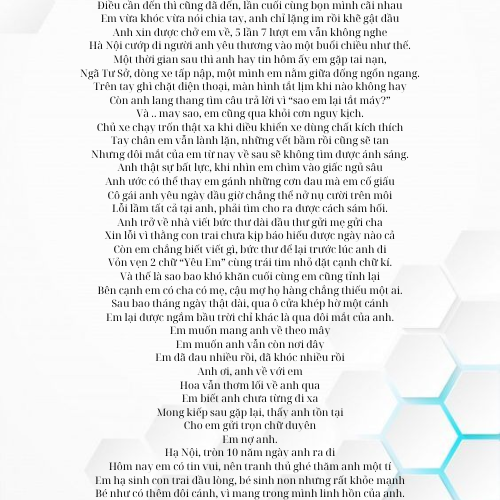 Điều cần đến thì cũng đã đến, lần cuối cùng bọn mình cãi nhau
Em vừa khóc vừa nói chia tay, anh chỉ lặng im rồi khẽ gật đầu
Anh xin được chở em về, 5 lần 7 lượt em vẫn không nghe
Hà Nội cướp đi người anh yêu thương vào một buổi chiều như thế.
Một thời gian sau thì anh hay tin hôm ấy em gặp tai nạn,
Ngã Tư Sở, dòng xe tấp nập, một mình em nằm giữa đống ngổn ngang.
Trên tay ghì chặt điện thoại, màn hình tắt lịm khi nào không hay
Còn anh lang thang tìm câu trả lời vì “sao em lại tắt máy?”
Và .. may sao, em cũng qua khỏi cơn nguy kịch.
Chủ xe chạy trốn thật xa khi điều khiển xe dùng chất kích thích
Tay chân em vẫn lành lặn, những vết bầm rồi cũng sẽ tan
Nhưng đôi mắt của em từ nay về sau sẽ không tìm được ánh sáng.
Anh thật sự bất lực, khi nhìn em chìm vào giấc ngủ sâu
Anh ước có thể thay em gánh những cơn đau mà em cố giấu
Cô gái anh yêu ngày đầu giờ chẳng thể nở nụ cười trên môi
Lỗi lầm tất cả tại anh, phải tìm cho ra được cách sám hối.
Anh trở về nhà viết bức thư dài đầu thư gửi mẹ gửi cha
Xin lỗi vì thằng con trai chưa kịp báo hiếu được ngày nào cả
Còn em chẳng biết viết gì, bức thư để lại trước lúc anh đi
Vỏn vẹn 2 chữ “Yêu Em” cùng trái tim nhỏ đặt cạnh chữ kí.
Và thế là sao bao khó khăn cuối cùng em cũng tỉnh lại
Bên cạnh em có cha có mẹ, cậu mợ họ hàng chẳng thiếu một ai.
Sau bao tháng ngày thật dài, qua ô cửa khép hờ một cánh
Em lại được ngắm bầu trời chỉ khác là qua đôi mắt của anh.
Em muốn mang anh về theo mây
Em muốn anh vẫn còn nơi đây
Em đã đau nhiều rồi, đã khóc nhiều rồi
Anh ơi, anh về với em
Hoa vẫn thơm lối về anh qua
Em biết anh chưa từng đi xa
Mong kiếp sau gặp lại, thấy anh tồn tại
Cho em gửi trọn chữ duyên
Em nợ anh.
Hạ Nội, tròn 10 năm ngày anh ra đi
Hôm nay em có tin vui, nên tranh thủ ghé thăm anh một tí
Em hạ sinh con trai đầu lòng, bé sinh non nhưng rất khỏe mạnh
Bé như có thêm đôi cánh, vì mang trong mình linh hồn của anh.